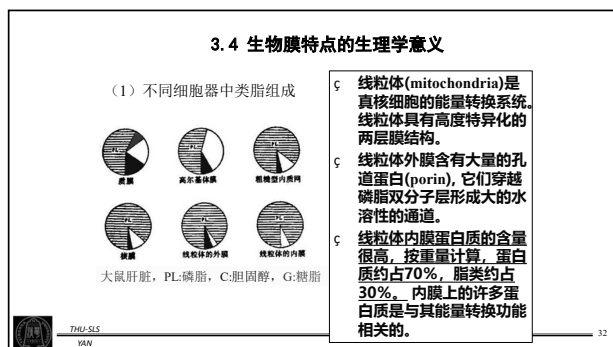 3.4 生物膜特点的生理学意义
（1）不同细胞器中类脂组成
PL
PL
PL
质膜
高尔基体膜
粗糙型内质网
PL
PL
PL
核膜
线粒体的外膜
线粒体的内膜
大鼠肝脏，PL:磷脂，C:胆固醇，G:糖脂
ç 线粒体(mitochondria)是
真核细胞的能量转换系统。
线粒体具有高度特异化的
两层膜结构。
ç 线粒体外膜含有大量的孔
道蛋白(porin), 它们穿越
磷脂双分子层形成大的水
溶性的通道。
ç 线粒体内膜蛋白质的含量
很高，按重量计算，蛋白
质约占70%，脂类约占
30%。 内膜上的许多蛋
白质是与其能量转换功能
相关的。
THU-SLS
YAN
32